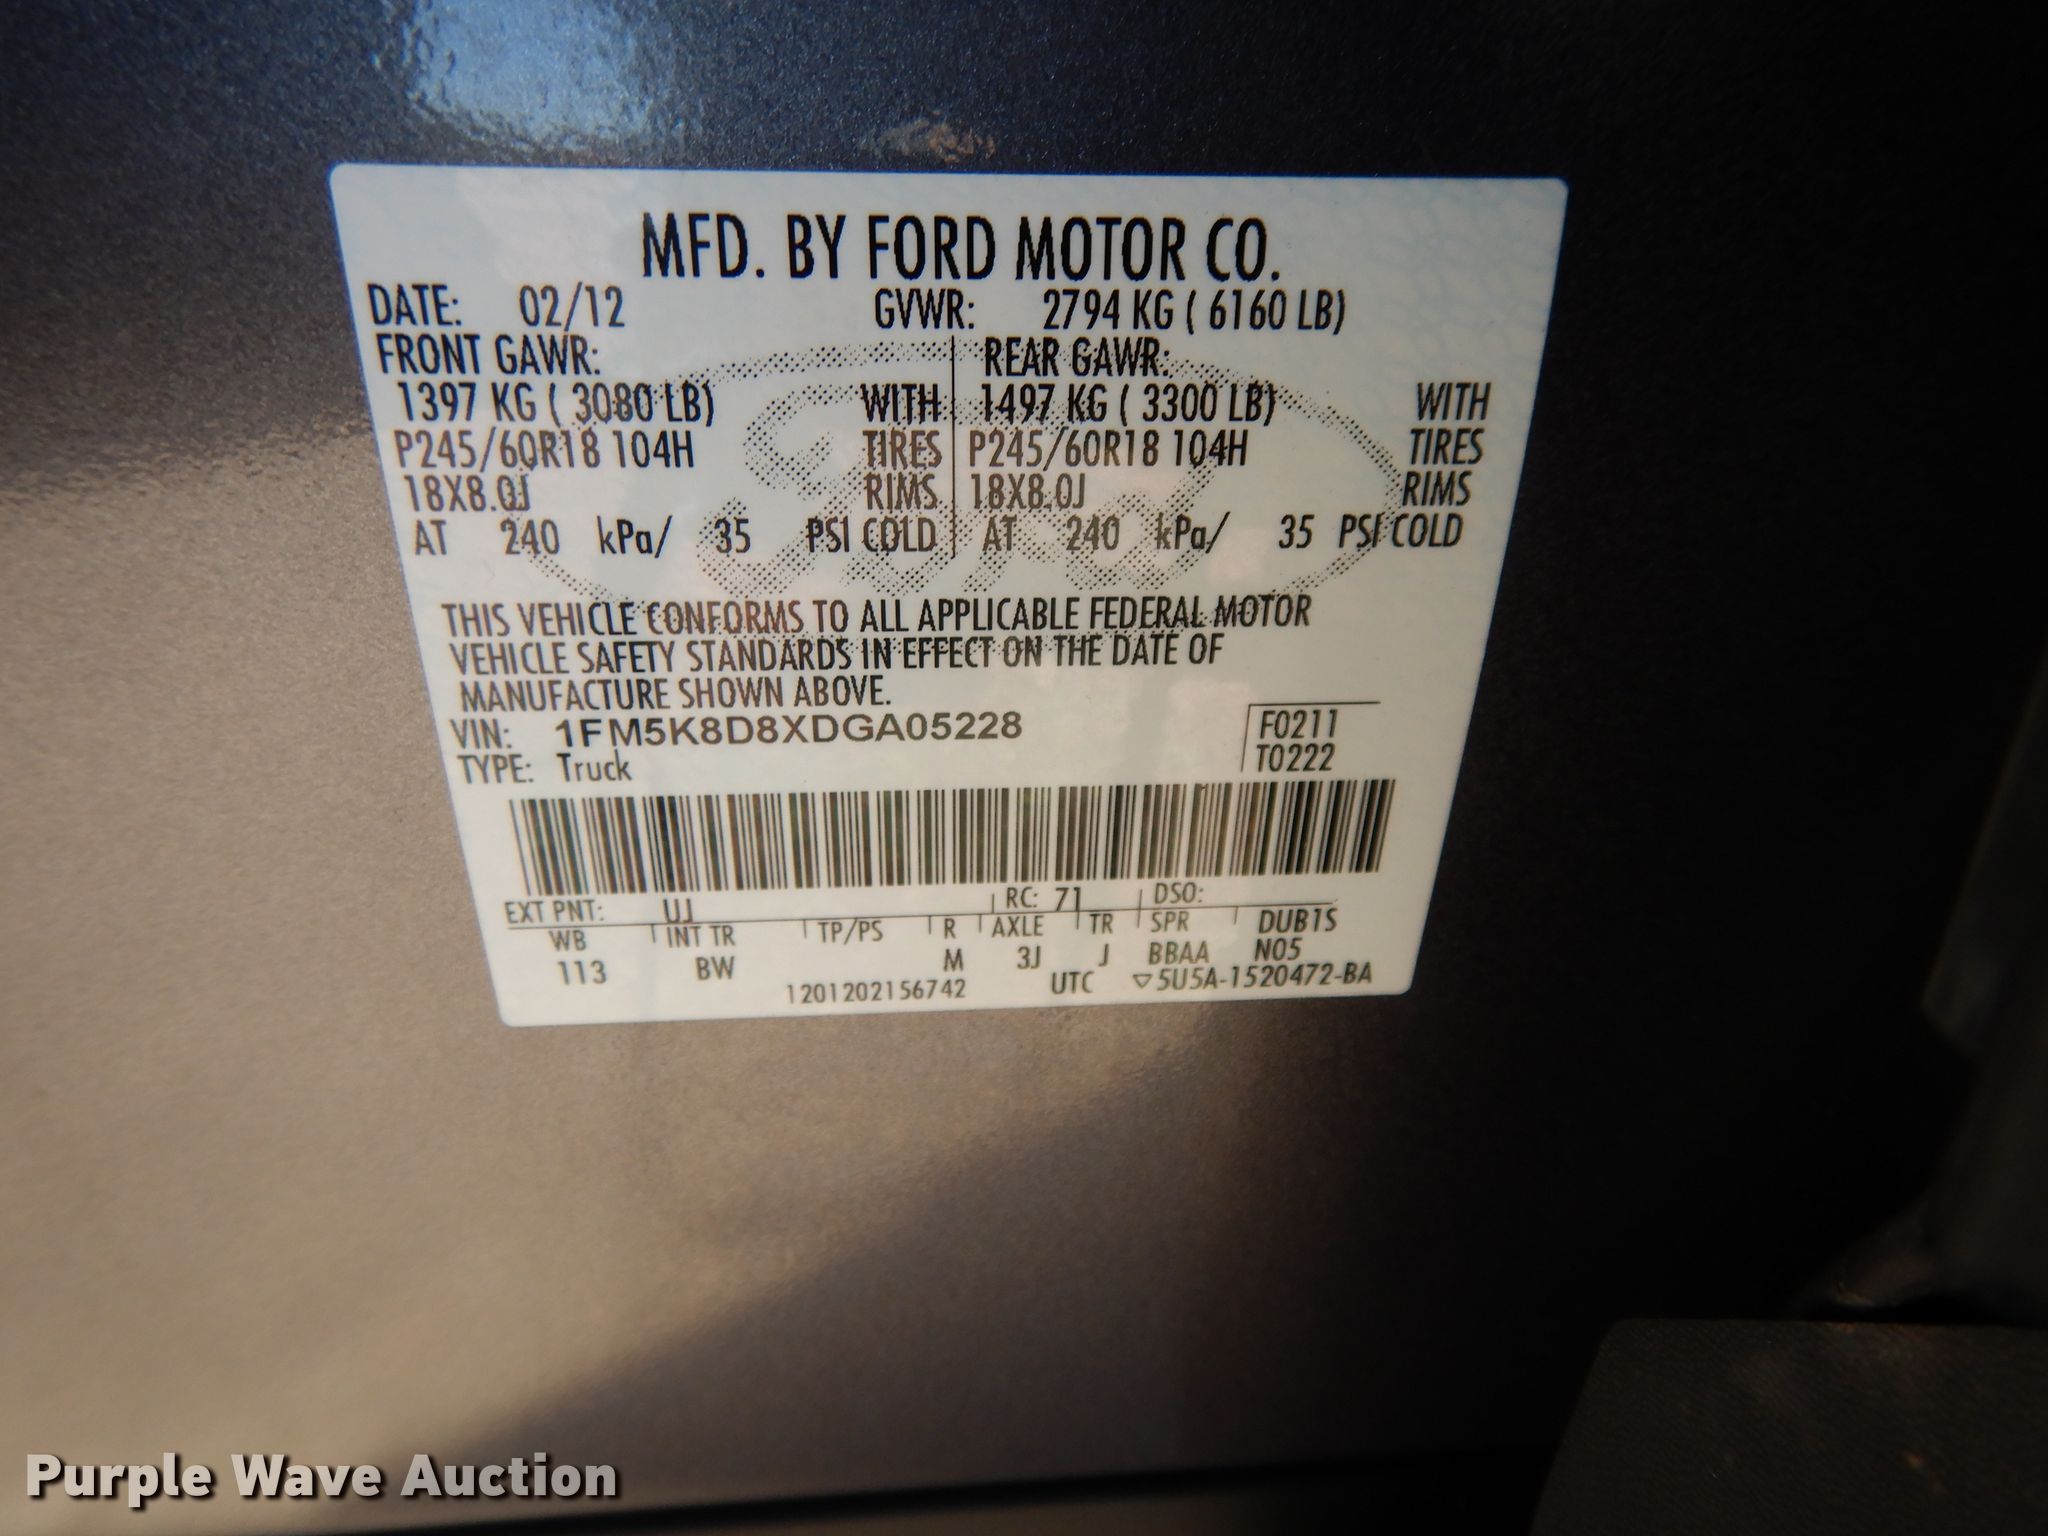 MFD. BY FORD MOTOR CO.
DATE: 02/12 GVWR: 2794 KG ( 6160 LB)
FRONT GAWR: REAR GAWR:
1397 KG ( 3080 LB) WITH 1497 KG ( 3300 LB) WITH
P245/60R18 104H TIRES P245/60R18 104H TIRES
18X8.0J RIMS 18X8.0J RIMS
AT 240 kPa/ 35 PSI COLD AT 240 kPa/ 35 PSI COLD
Ford
THIS VEHICLE CONFORMS TO ALL APPLICABLE FEDERAL MOTOR
VEHICLE SAFETY STANDARDS IN EFFECT ON THE DATE OF
MANUFACTURE SHOWN ABOVE.
VIN: 1FM5K8D8XDGA05228 F0211
TYPE: Truck T0222
EXT PNT: UJ RC: 71 DSO:
WB INT TR TP/PS R AXLE TR SPR DUB1S
113 BW M 3J J BBAA N05
1201202156742 UTC ▽5U5A-1520472-BA
Purple Wave Auction